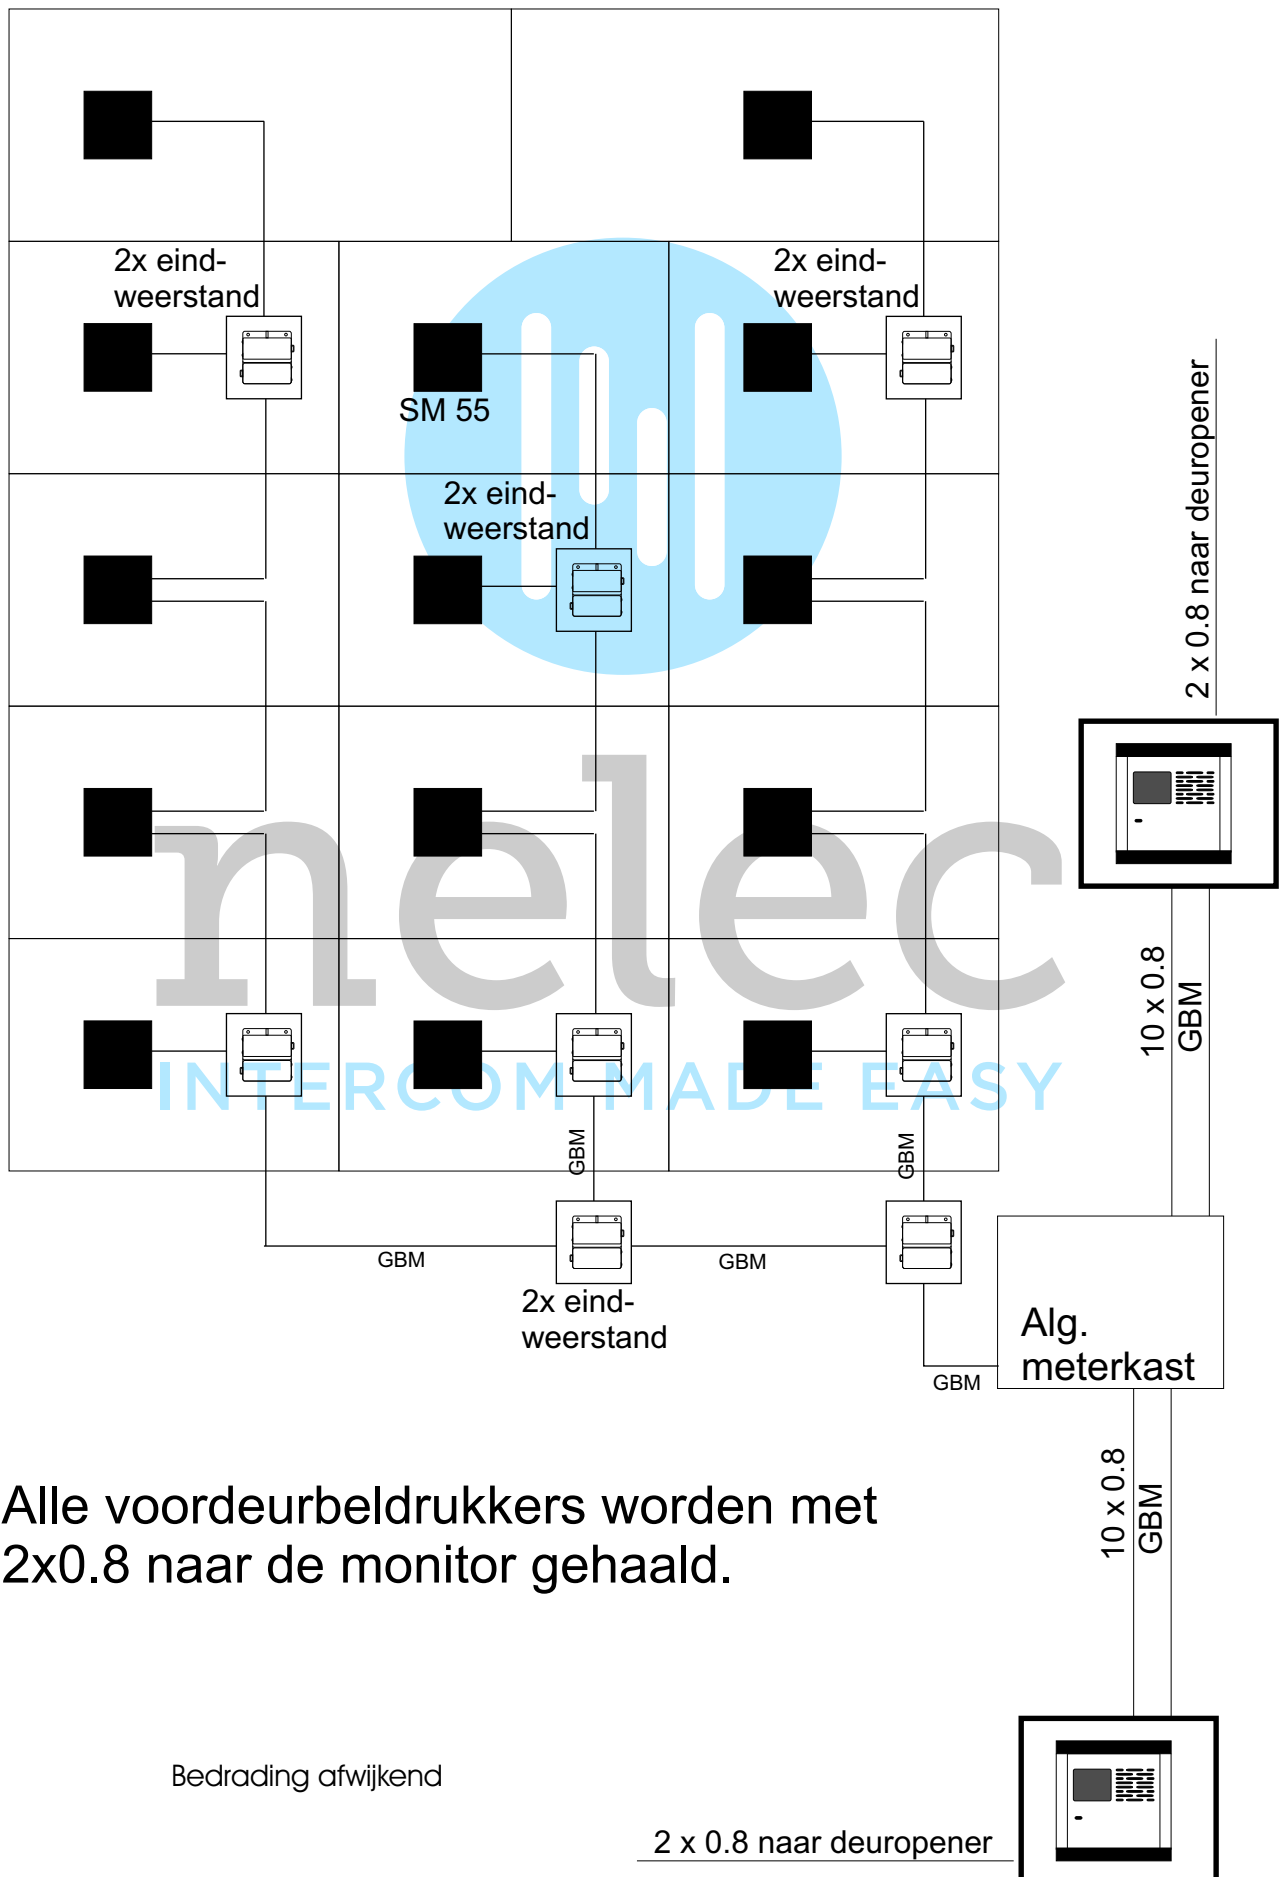 2x eind-
weerstand
2x eind-
weerstand
SM 55
2x eind-
weerstand
2 x 0.8 naar deuropener
nelec
INTERCOM MADE EASY
10 x 0.8
GBM
GBM
GBM
GBM
GBM
2x eind-
weerstand
Alg.
meterkast
GBM
10 x 0.8
GBM
Alle voordeurbeldrukkers worden met
2x0.8 naar de monitor gehaald.
Bedrading afwijkend
2 x 0.8 naar deuropener